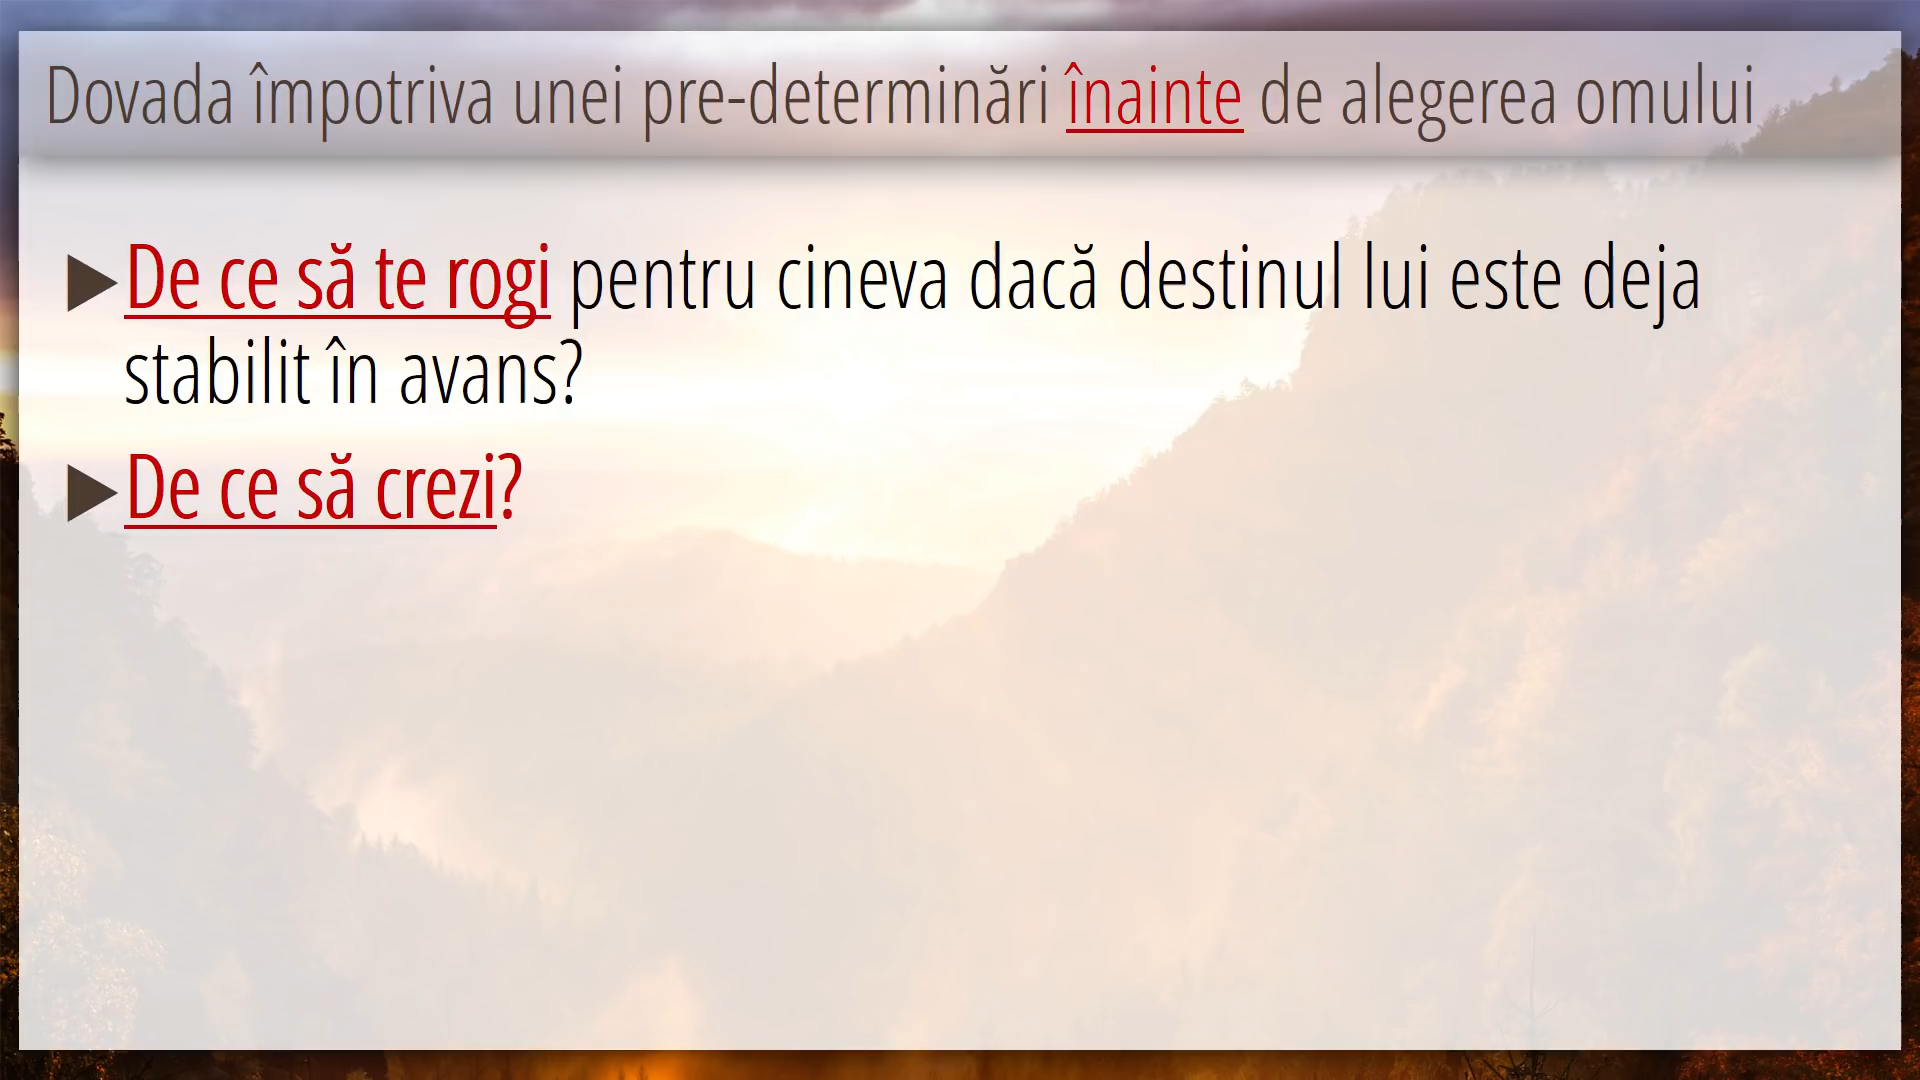 Dovada împotriva unei pre-determinări înainte de alegerea omului
De ce să te rogi pentru cineva dacă destinul lui este deja
stabilit în avans?
De ce să crezi?